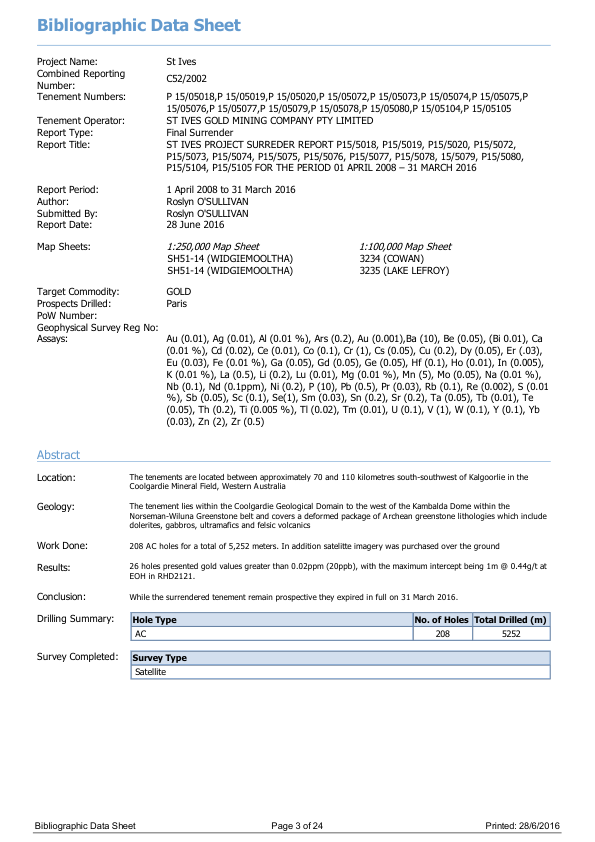 Bibliographic Data Sheet
Project Name: St Ives
Combined Reporting Number: C52/2002
Tenement Numbers: P 15/05018,P 15/05019,P 15/05020,P 15/05072,P 15/05073,P 15/05074,P 15/05075,P
15/05076,P 15/05077,P 15/05079,P 15/05078,P 15/05080,P 15/05104,P 15/05105
Tenement Operator: ST IVES GOLD MINING COMPANY PTY LIMITED
Report Type: Final Surrender
Report Title: ST IVES PROJECT SURREDER REPORT P15/5018, P15/5019, P15/5020, P15/5072,
P15/5073, P15/5074, P15/5075, P15/5076, P15/5077, P15/5078, 15/5079, P15/5080,
P15/5104, P15/5105 FOR THE PERIOD 01 APRIL 2008 – 31 MARCH 2016
Report Period: 1 April 2008 to 31 March 2016
Author: Roslyn O'SULLIVAN
Submitted By: Roslyn O'SULLIVAN
Report Date: 28 June 2016
Map Sheets: 1:250,000 Map Sheet 1:100,000 Map Sheet
SH51-14 (WIDGIEMOOLTHA) 3234 (COWAN)
SH51-14 (WIDGIEMOOLTHA) 3235 (LAKE LEFROY)
Target Commodity: GOLD
Prospects Drilled: Paris
PoW Number:
Geophysical Survey Reg No:
Assays: Au (0.01), Ag (0.01), Al (0.01 %), Ars (0.2), Au (0.001),Ba (10), Be (0.05), (Bi 0.01), Ca
(0.01 %), Cd (0.02), Ce (0.01), Co (0.1), Cr (1), Cs (0.05), Cu (0.2), Dy (0.05), Er (.03),
Eu (0.03), Fe (0.01 %), Ga (0.05), Gd (0.05), Ge (0.05), Hf (0.1), Ho (0.01), In (0.005),
K (0.01 %), La (0.5), Li (0.2), Lu (0.01), Mg (0.01 %), Mn (5), Mo (0.05), Na (0.01 %),
Nb (0.1), Nd (0.1ppm), Ni (0.2), P (10), Pb (0.5), Pr (0.03), Rb (0.1), Re (0.002), S (0.01
%), Sb (0.05), Sc (0.1), Se(1), Sm (0.03), Sn (0.2), Sr (0.2), Ta (0.05), Tb (0.01), Te
(0.05), Th (0.2), Ti (0.005 %), Tl (0.02), Tm (0.01), U (0.1), V (1), W (0.1), Y (0.1), Yb
(0.03), Zn (2), Zr (0.5)
Abstract
Location: The tenements are located between approximately 70 and 110 kilometres south-southwest of Kalgoorlie in the
Coolgardie Mineral Field, Western Australia
Geology: The tenement lies within the Coolgardie Geological Domain to the west of the Kambalda Dome within the
Norseman-Wiluna Greenstone belt and covers a deformed package of Archean greenstone lithologies which include
dolerites, gabbros, ultramafics and felsic volcanics
Work Done: 208 AC holes for a total of 5,252 meters. In addition satelitte imagery was purchased over the ground
Results: 26 holes presented gold values greater than 0.02ppm (20ppb), with the maximum intercept being 1m @ 0.44g/t at
EOH in RHD2121.
Conclusion: While the surrendered tenement remain prospective they expired in full on 31 March 2016.
Drilling Summary: Hole Type No. of Holes Total Drilled (m)
AC 208 5252
Survey Completed: Survey Type
Satellite
Bibliographic Data Sheet Page 3 of 24 Printed: 28/6/2016